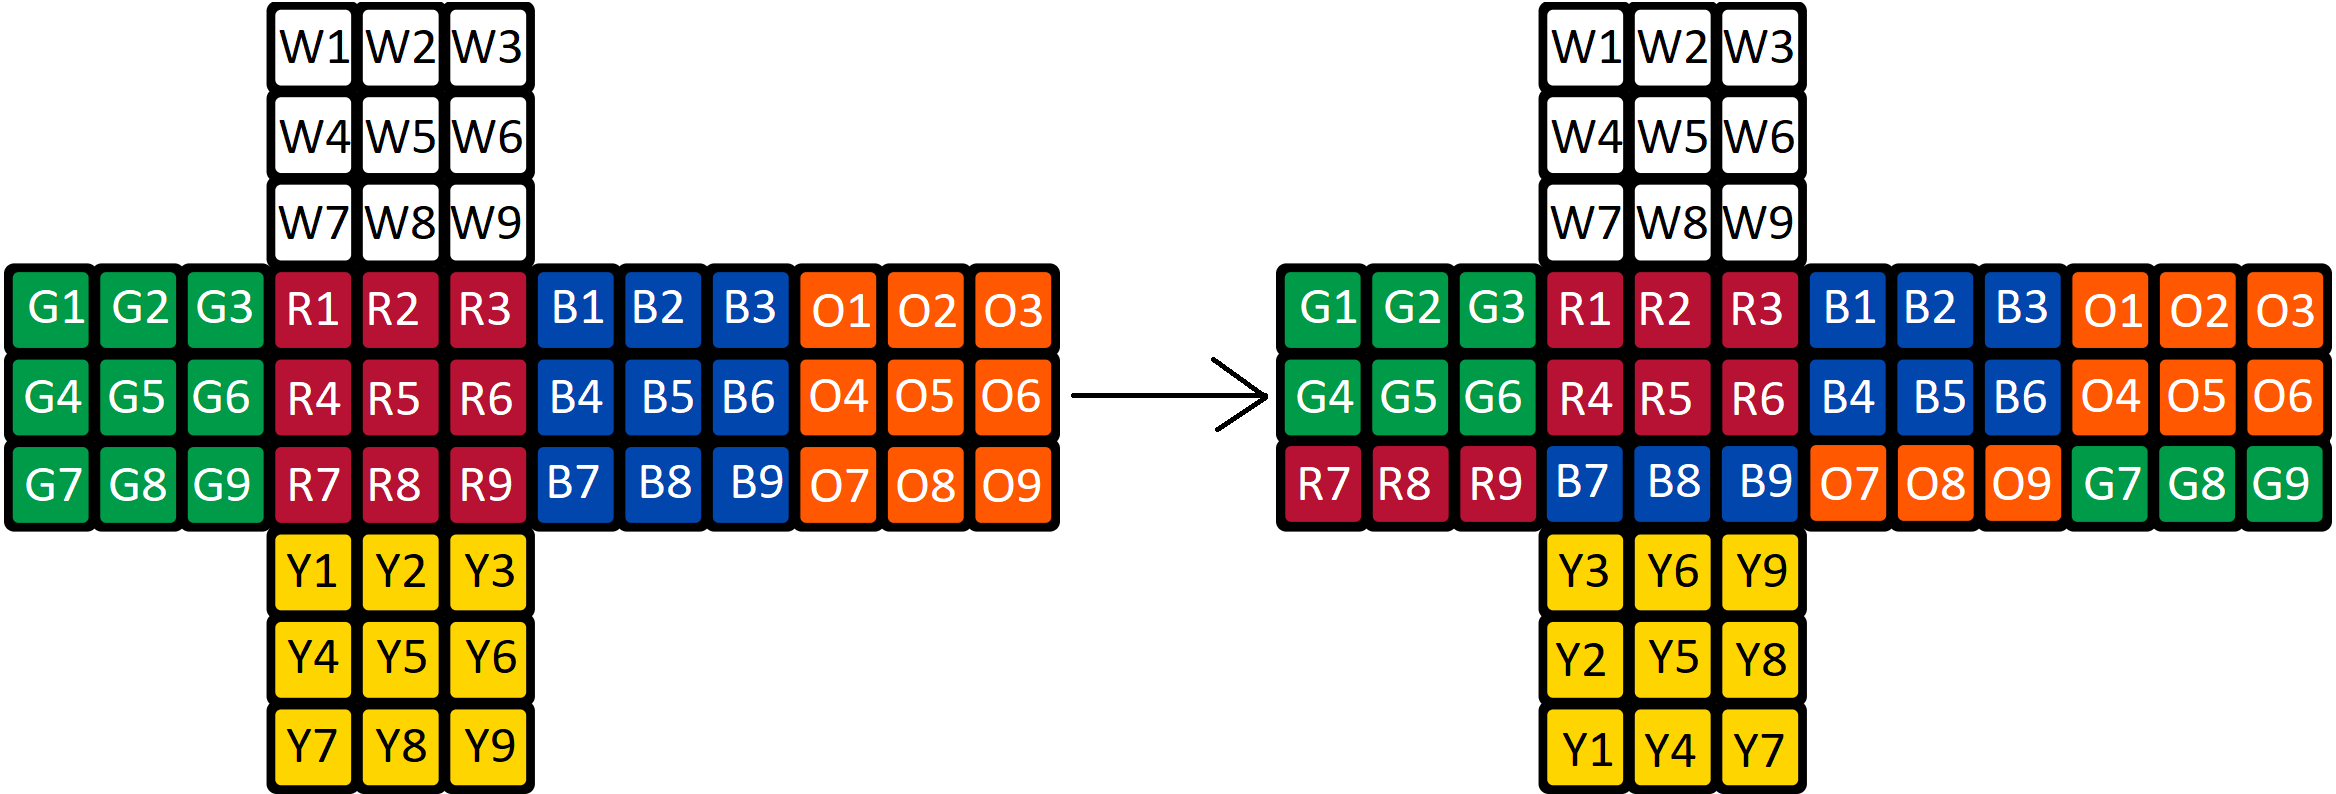 W1 W2 W3 W1 W2 W3
W4 W5 W6 W4 W5 W6
W7 W8 W9 W7 W8 W9
G1 G2 G3 R1 R2 R3 B1 B2 B3 O1 O2 O3 G1 G2 G3 R1 R2 R3 B1 B2 B3 O1 O2 O3
G4 G5 G6 R4 R5 R6 B4 B5 B6 O4 O5 O6 G4 G5 G6 R4 R5 R6 B4 B5 B6 O4 O5 O6
G7 G8 G9 R7 R8 R9 B7 B8 B9 O7 O8 O9 R7 R8 R9 B7 B8 B9 O7 O8 O9 G7 G8 G9
Y1 Y2 Y3 Y3 Y6 Y9
Y4 Y5 Y6 Y2 Y5 Y8
Y7 Y8 Y9 Y1 Y4 Y7